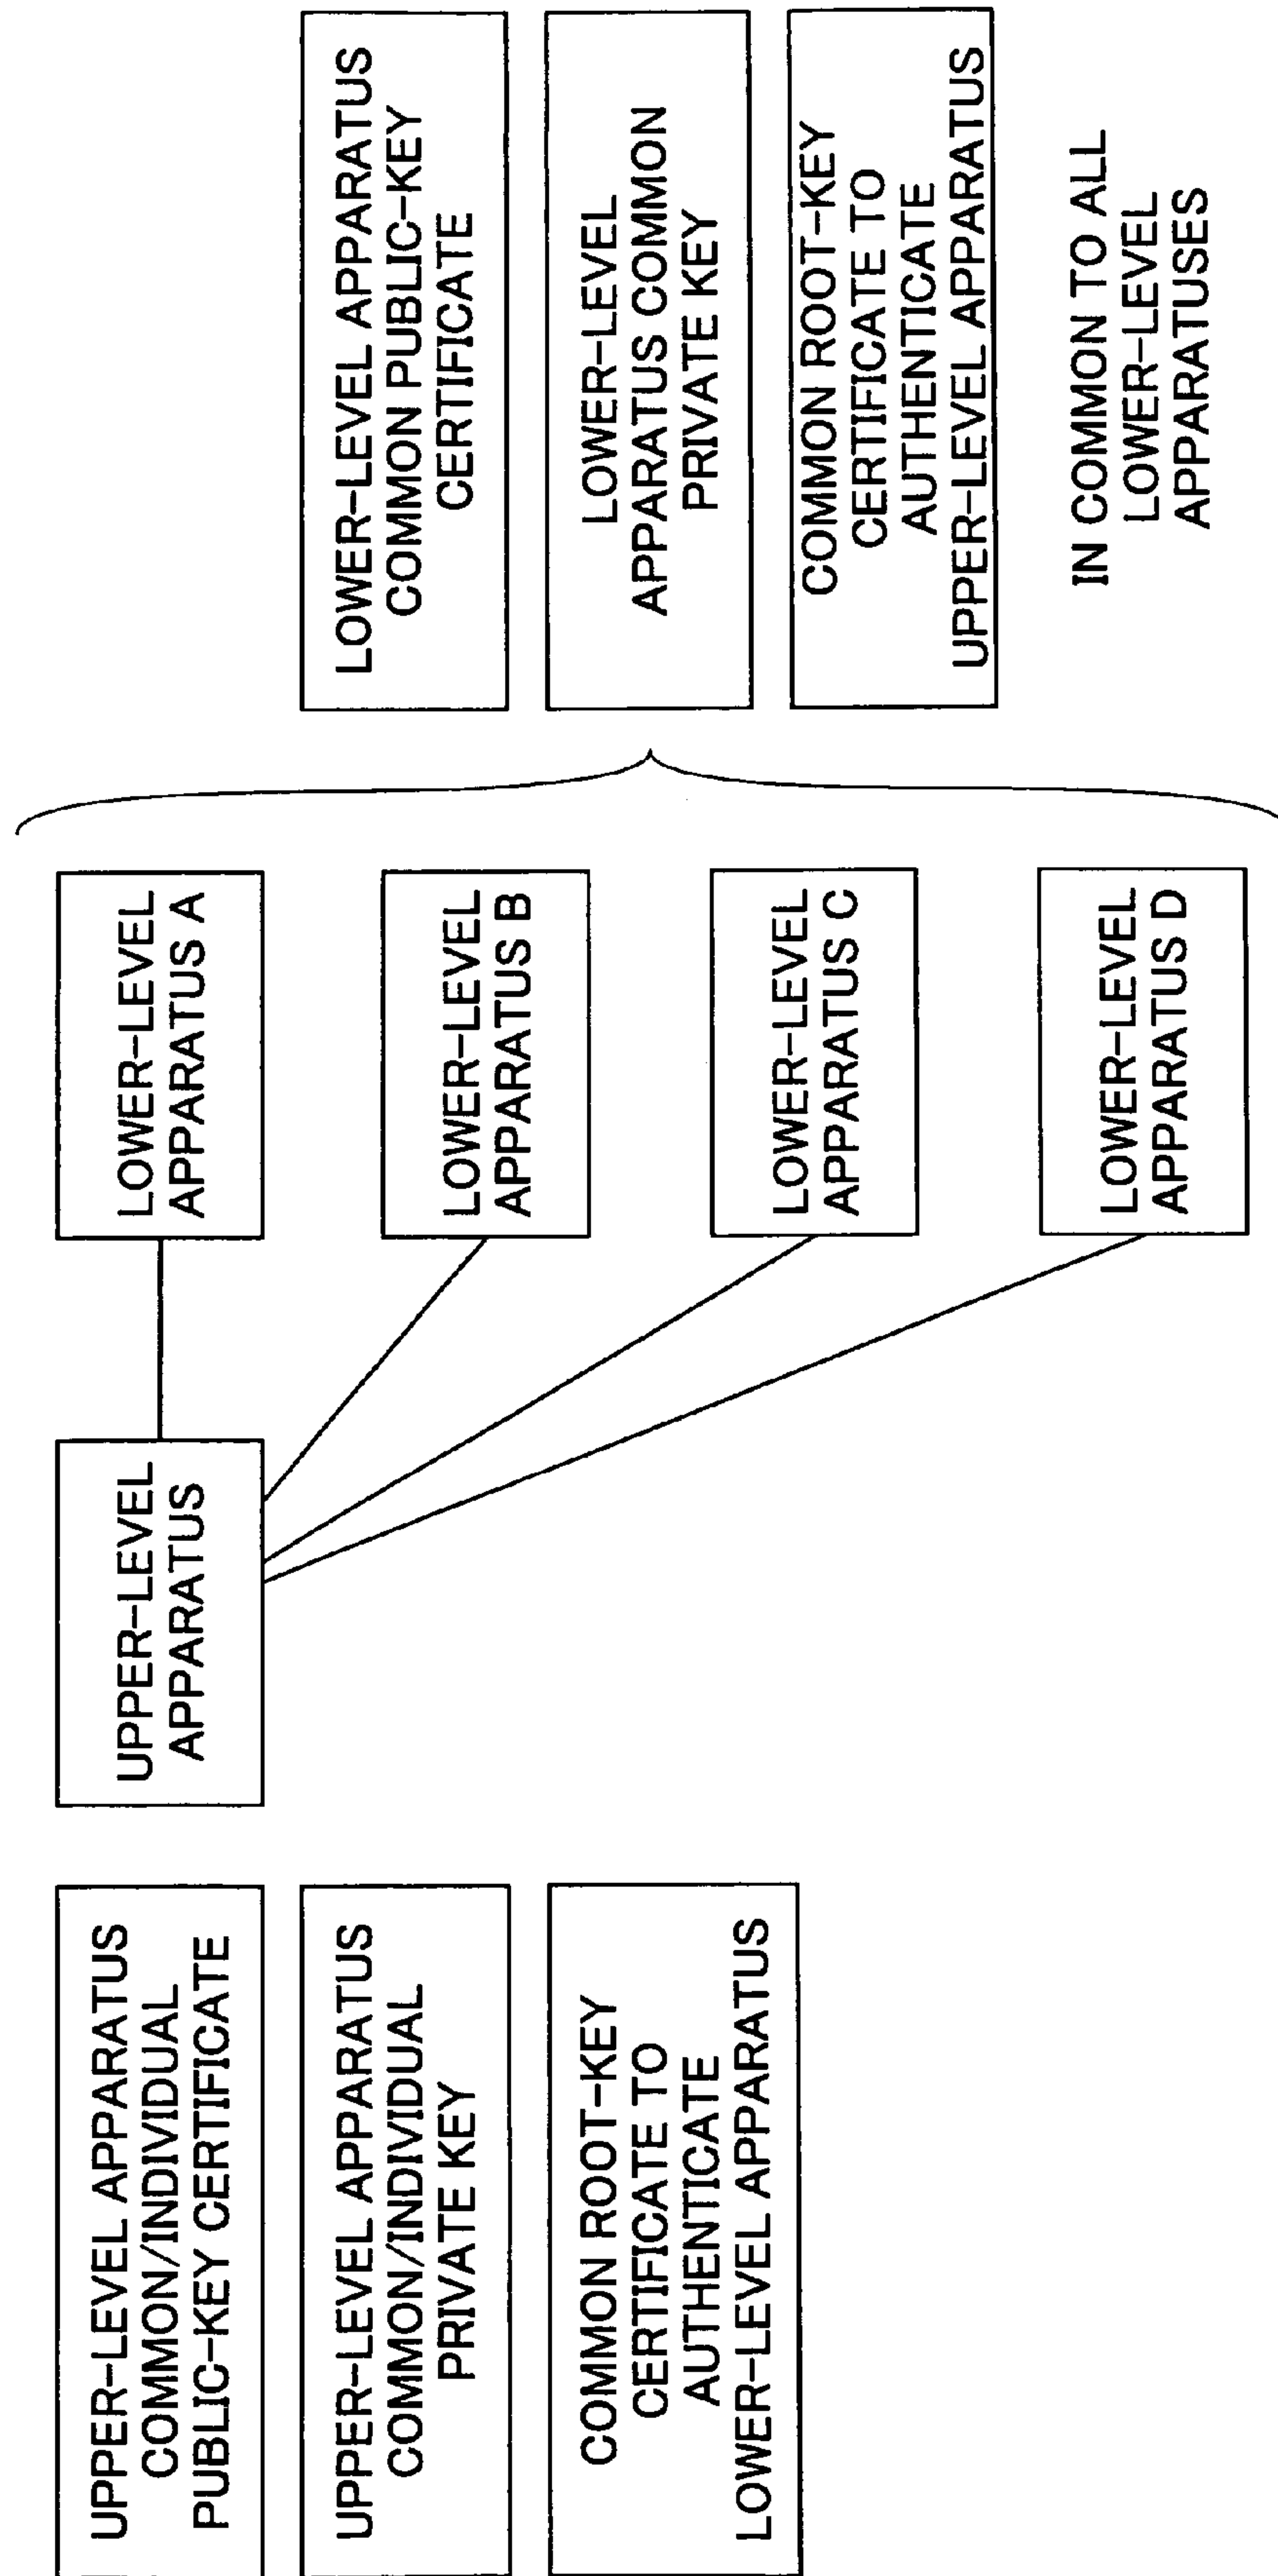 UPPER-LEVEL APPARATUS
COMMON/INDIVIDUAL
PUBLIC-KEY CERTIFICATE
UPPER-LEVEL APPARATUS
COMMON/INDIVIDUAL
PRIVATE KEY
COMMON ROOT-KEY
CERTIFICATE TO
AUTHENTICATE
LOWER-LEVEL APPARATUS
UPPER-LEVEL
APPARATUS
LOWER-LEVEL
APPARATUS A
LOWER-LEVEL
APPARATUS B
LOWER-LEVEL
APPARATUS C
LOWER-LEVEL
APPARATUS D
LOWER-LEVEL APPARATUS
COMMON PUBLIC-KEY
CERTIFICATE
LOWER-LEVEL
APPARATUS COMMON
PRIVATE KEY
COMMON ROOT-KEY
CERTIFICATE TO
AUTHENTICATE
UPPER-LEVEL APPARATUS
IN COMMON TO ALL
LOWER-LEVEL
APPARATUSES